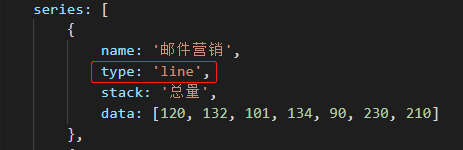 series: [
{
name: '邮件营销',
type: 'line',
stack: '总量',
data: [120, 132, 101, 134, 90, 230, 210]
},